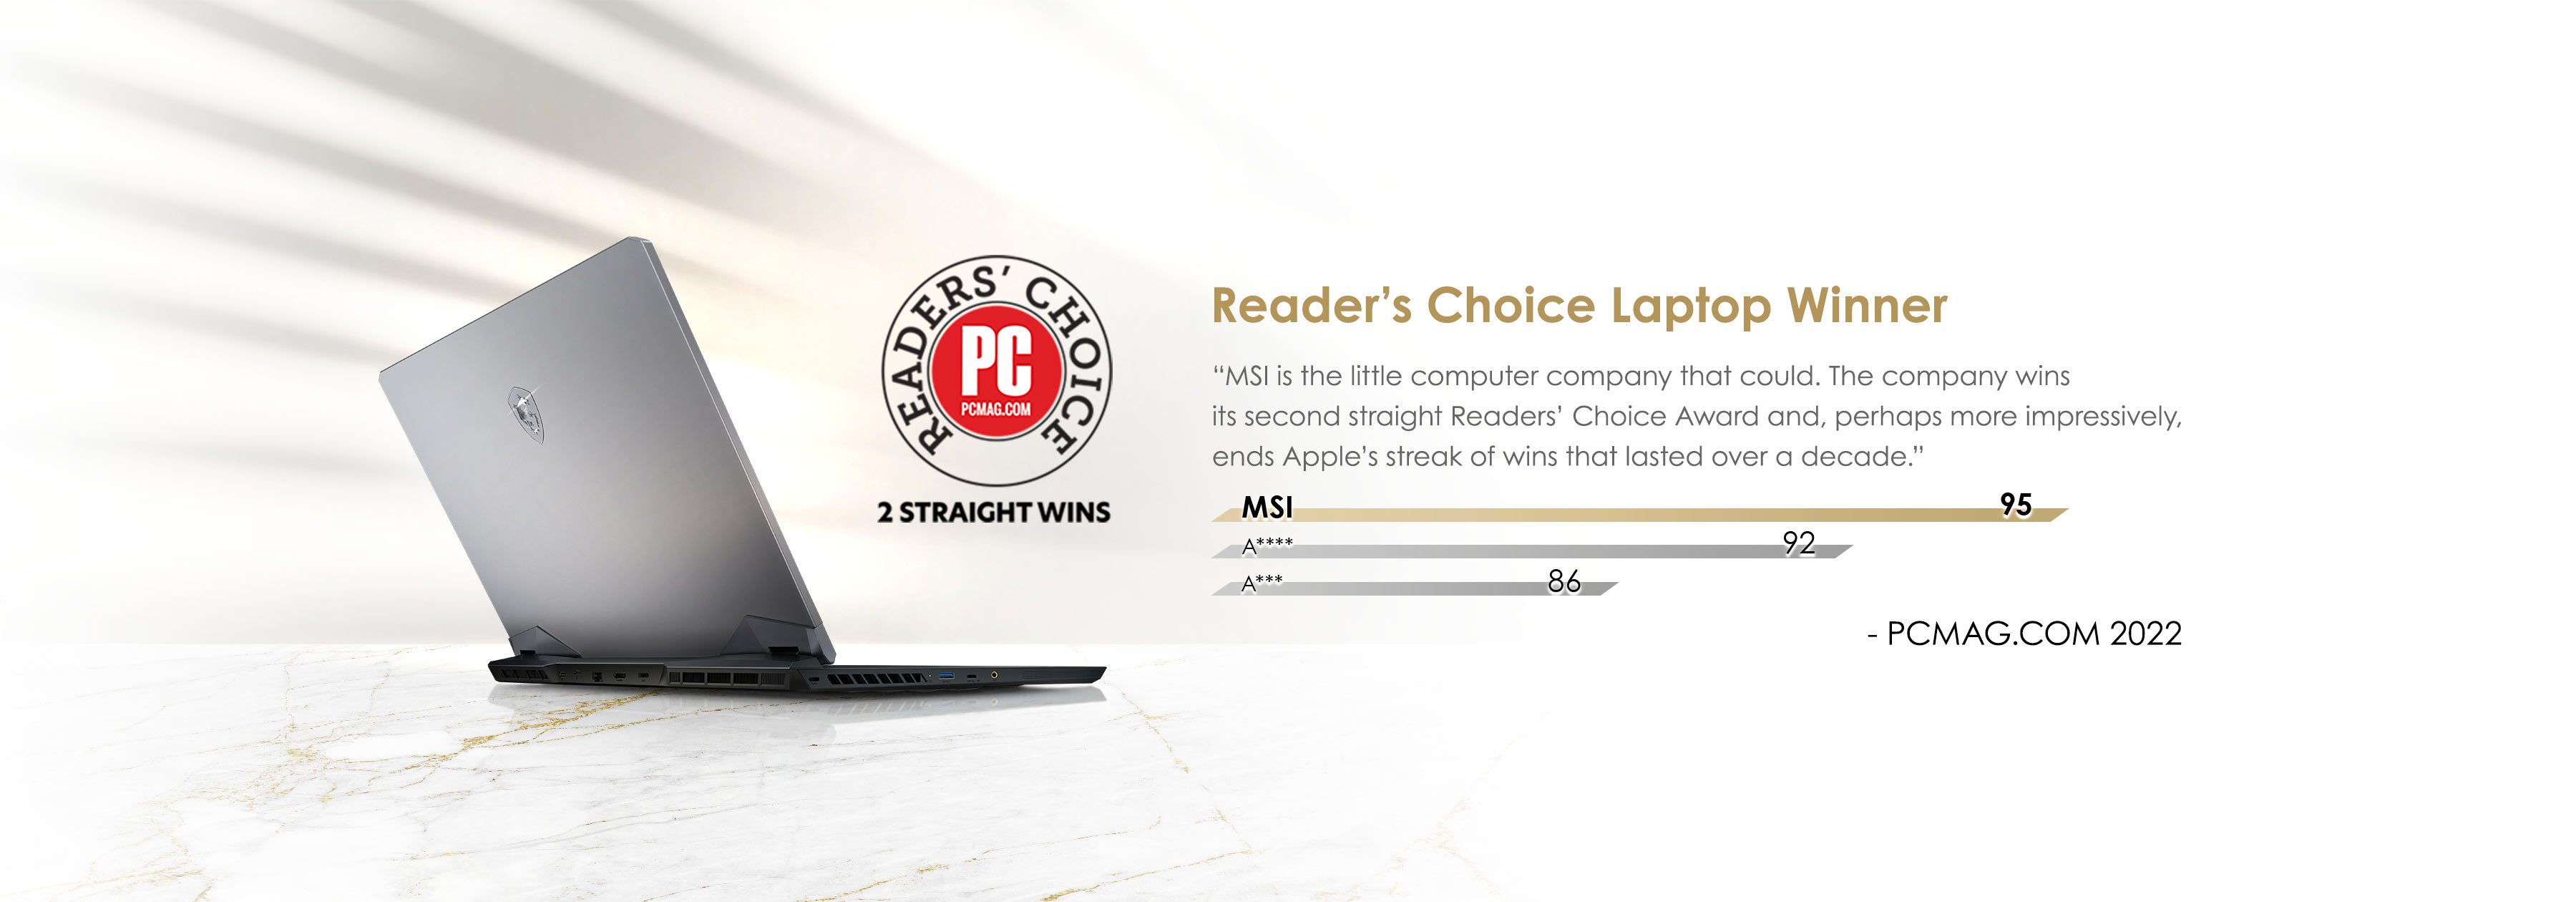 READERS' CHOICE
PC
PCMAG.COM
2 STRAIGHT WINS
Reader’s Choice Laptop Winner
“MSI is the little computer company that could. The company wins
its second straight Readers’ Choice Award and, perhaps more impressively,
ends Apple’s streak of wins that lasted over a decade.”
MSI 95
A**** 92
A*** 86
- PCMAG.COM 2022